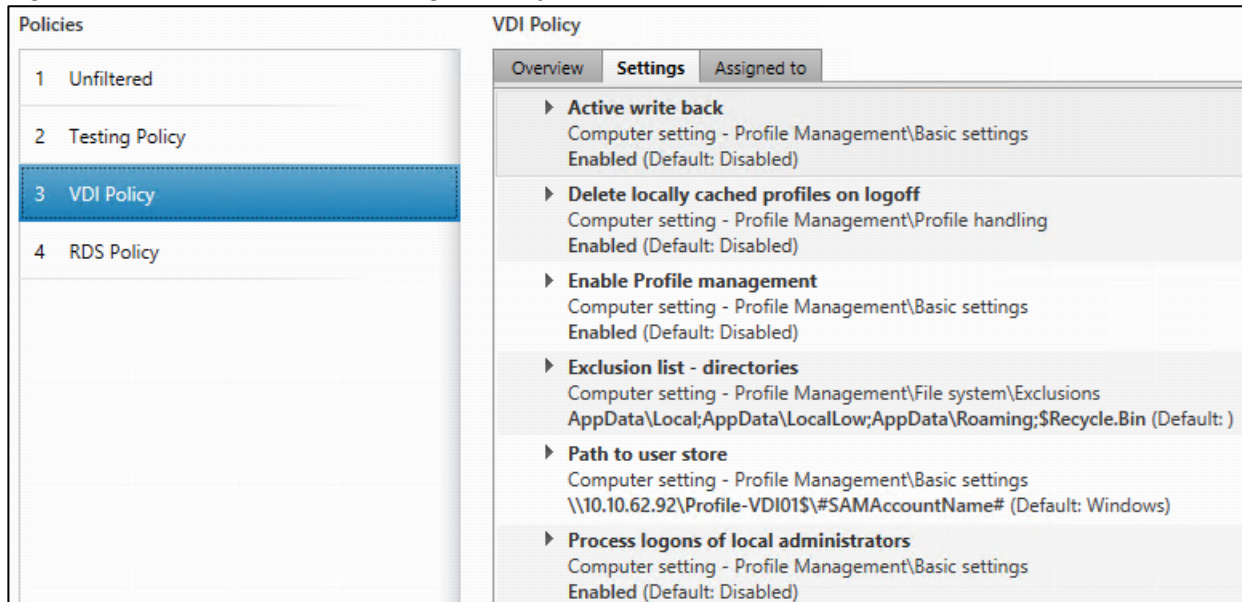 Policies
1 Unfiltered
2 Testing Policy
3 VDI Policy
4 RDS Policy
VDI Policy
Overview Settings Assigned to
Active write back
Computer setting - Profile Management\Basic settings
Enabled (Default: Disabled)
Delete locally cached profiles on logoff
Computer setting - Profile Management\Profile handling
Enabled (Default: Disabled)
Enable Profile management
Computer setting - Profile Management\Basic settings
Enabled (Default: Disabled)
Exclusion list - directories
Computer setting - Profile Management\File system\Exclusions
AppData\Local;AppData\LocalLow;AppData\Roaming;$Recycle.Bin (Default: )
Path to user store
Computer setting - Profile Management\Basic settings
\\10.10.62.92\Profile-VDI01$\#SAMAccountName# (Default: Windows)
Process logons of local administrators
Computer setting - Profile Management\Basic settings
Enabled (Default: Disabled)